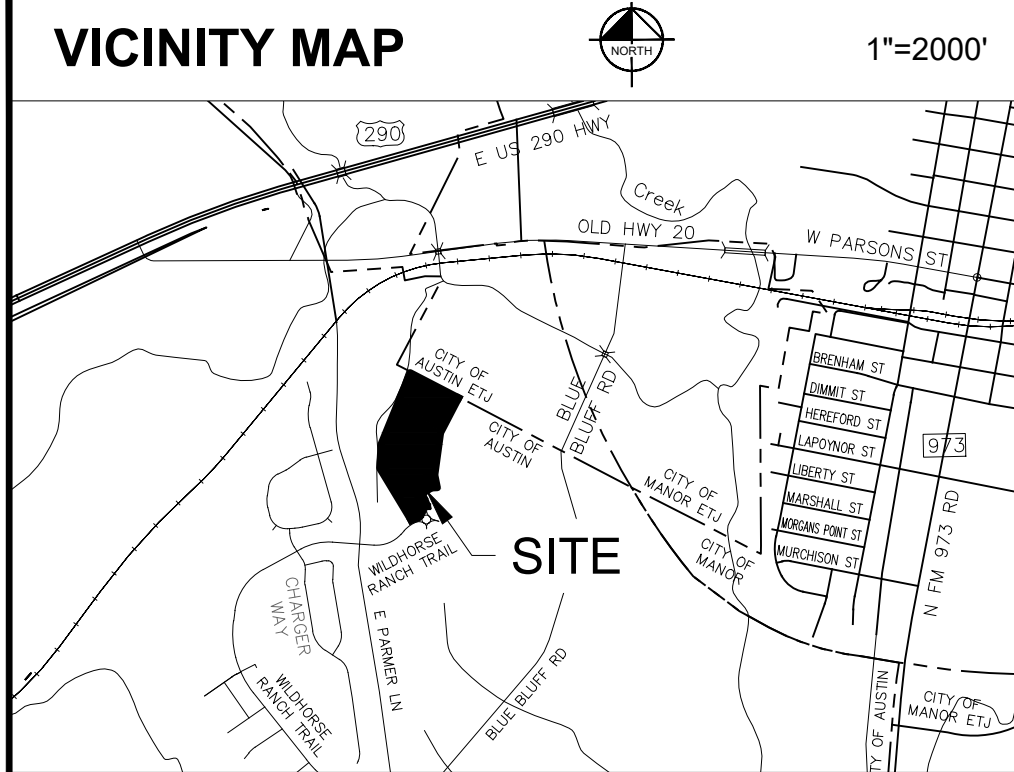 VICINITY MAP
NORTH
1"=2000'
290
E US 290 HWY
Creek
OLD HWY 20
W PARSONS ST
CITY OF
AUSTIN ETJ
CITY OF
AUSTIN
BLUE
BLUFF RD
BRENHAM ST
DIMMIT ST
HEREFORD ST
LAPOYNOR ST
LIBERTY ST
MARSHALL ST
MORGANS POINT ST
MURCHISON ST
973
N FM 973 RD
CITY OF
MANOR ETJ
CITY OF
MANOR
SITE
WILDHORSE
RANCH TRAIL
CHARGER
WAY
E PARMER LN
BLUE BLUFF RD
WILDHORSE
RANCH TRAIL
TY OF AUSTIN
CITY OF
MANOR ETJ